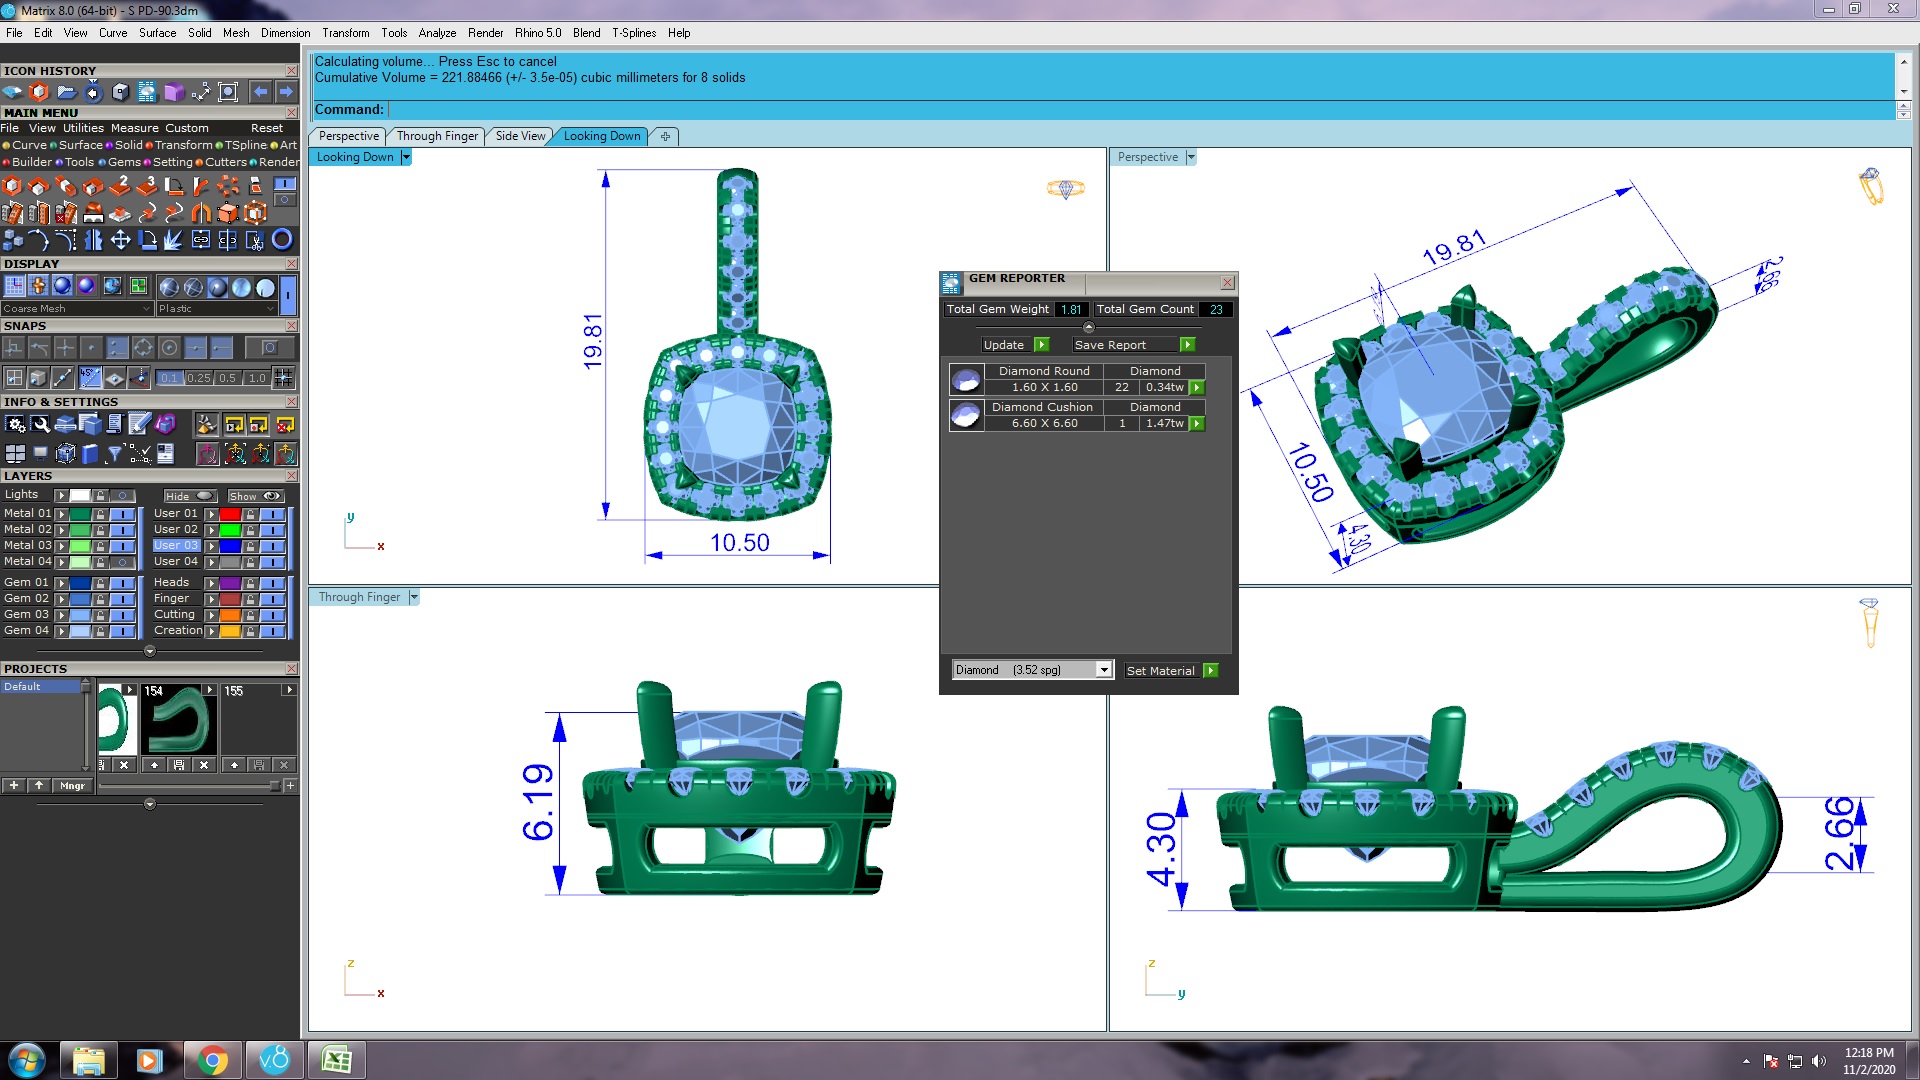 Matrix 8.0 (64-bit) - S PD-90.3dm
File Edit View Curve Surface Solid Mesh Dimension Transform Tools Analyze Render Rhino 5.0 Blend T-Splines Help
ICON HISTORY
Calculating volume... Press Esc to cancel
Cumulative Volume = 221.88466 (+/- 3.5e-05) cubic millimeters for 8 solids
Command:
MAIN MENU
File View Utilities Measure Custom Reset
Curve Surface Solid Transform TSpline Art
Builder Tools Gems Setting Cutters Render
Perspective Through Finger Side View Looking Down
Looking Down
Perspective
2 3
DISPLAY
Coarse Mesh Plastic
SNAPS
45°
0.1 0.25 0.5 1.0
INFO & SETTINGS
LAYERS
Lights Hide Show
Metal 01 User 01
Metal 02 User 02
Metal 03 User 03
Metal 04 User 04
Gem 01 Heads
Gem 02 Finger
Gem 03 Cutting
Gem 04 Creation
PROJECTS
Default
154 155
Mngr
19.81
10.50
y
x
19.81
2.66
10.50
4.30
GEM REPORTER
Total Gem Weight 1.81 Total Gem Count 23
Update Save Report
Diamond Round Diamond
1.60 X 1.60 22 0.34tw
Diamond Cushion Diamond
6.60 X 6.60 1 1.47tw
Diamond (3.52 spg) Set Material
Through Finger
6.19
z
x
4.30
2.66
z
y
v8
12:18 PM
11/2/2020